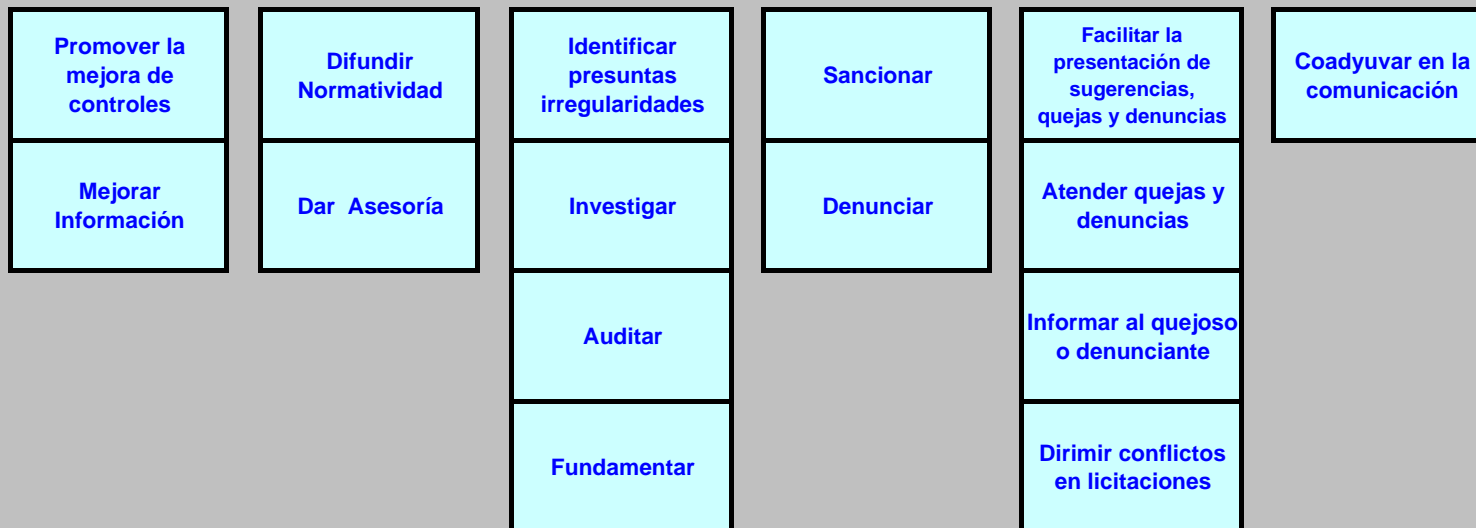 Promover la
mejora de
controles
Mejorar
Información
Difundir
Normatividad
Dar Asesoría
Identificar
presuntas
irregularidades
Investigar
Auditar
Fundamentar
Sancionar
Denunciar
Facilitar la
presentación de
sugerencias,
quejas y denuncias
Atender quejas y
denuncias
Informar al quejoso
o denunciante
Dirimir conflictos
en licitaciones
Coadyuvar en la
comunicación